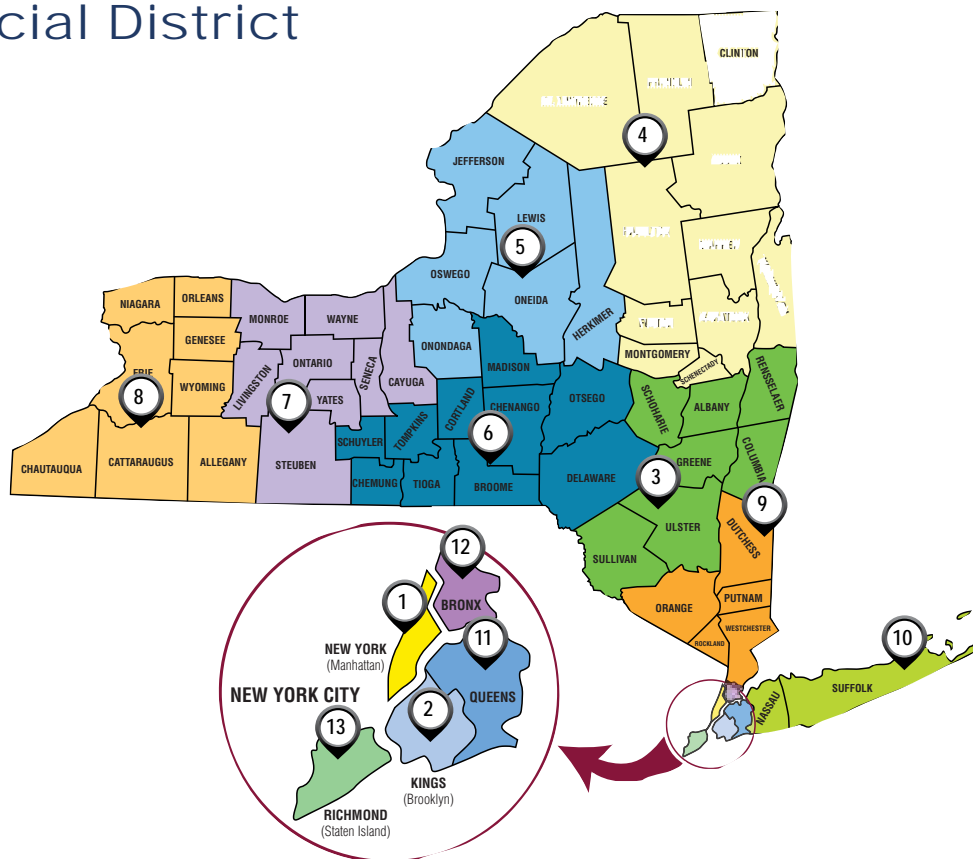 cial District
CLINTON
4
JEFFERSON
LEWIS
5
OSWEGO
ONEIDA
HERKIMER
NIAGARA
ORLEANS
MONROE
WAYNE
GENESEE
ONONDAGA
ONTARIO
SENECA
CAYUGA
MADISON
MONTGOMERY
SCHENECTADY
RENSSELAER
ERIE
8
WYOMING
LIVINGSTON
7
YATES
CORTLAND
CHENANGO
OTSEGO
SCHOHARIE
ALBANY
SCHUYLER
TOMPKINS
6
CHAUTAUQUA
CATTARAUGUS
ALLEGANY
STEUBEN
CHEMUNG
TIOGA
BROOME
DELAWARE
3
GREENE
COLUMBIA
9
ULSTER
SULLIVAN
DUTCHESS
ORANGE
PUTNAM
WESTCHESTER
ROCKLAND
10
NASSAU
SUFFOLK
12
BRONX
1
11
NEW YORK
(Manhattan)
NEW YORK CITY
QUEENS
2
13
KINGS
(Brooklyn)
RICHMOND
(Staten Island)